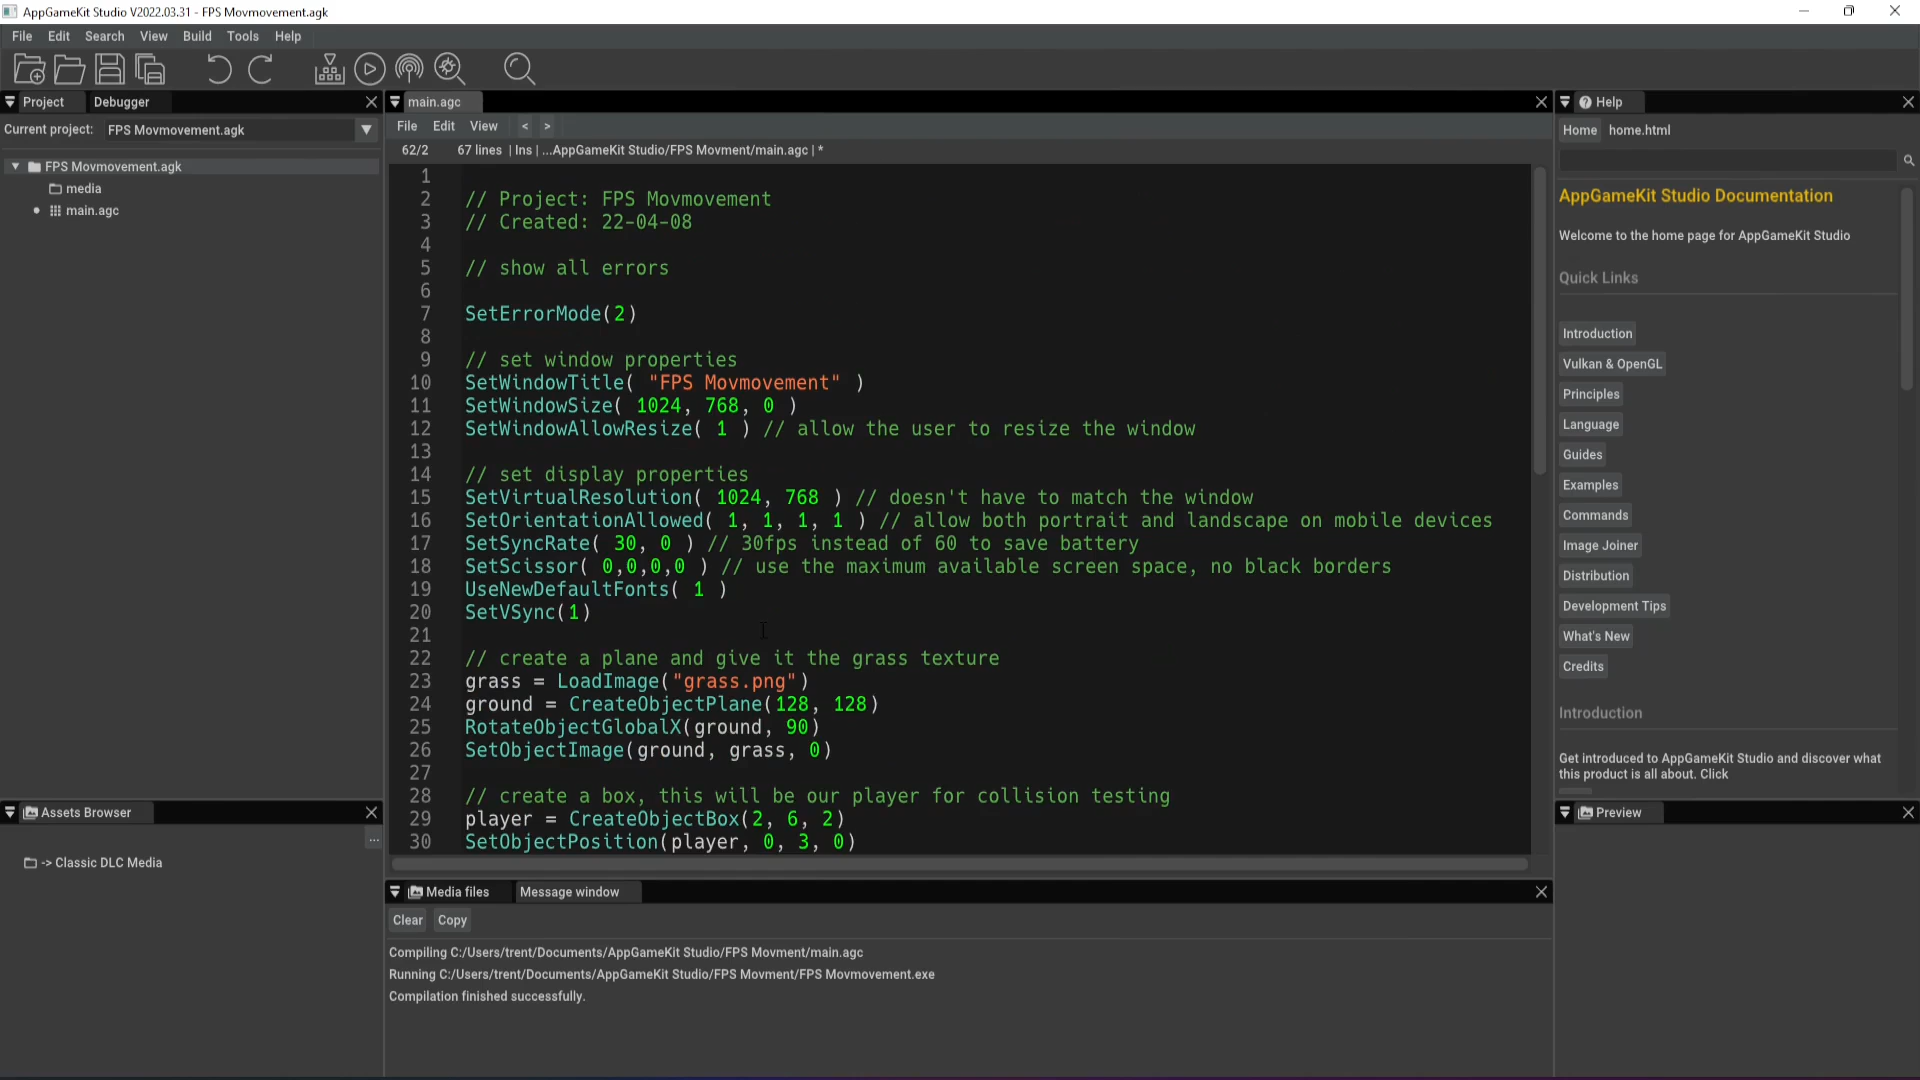 AppGameKit Studio V2022.03.31 - FPS Movmovement.agk
File Edit Search View Build Tools Help
Project Debugger
Current project: FPS Movmovement.agk
FPS Movmovement.agk
media
main.agc
Assets Browser
...
-> Classic DLC Media
main.agc
File Edit View < >
62/2 67 lines | Ins | ...AppGameKit Studio/FPS Movment/main.agc | *
1
2 // Project: FPS Movmovement
3 // Created: 22-04-08
4
5 // show all errors
6
7 SetErrorMode(2)
8
9 // set window properties
10 SetWindowTitle( "FPS Movmovement" )
11 SetWindowSize( 1024, 768, 0 )
12 SetWindowAllowResize( 1 ) // allow the user to resize the window
13
14 // set display properties
15 SetVirtualResolution( 1024, 768 ) // doesn't have to match the window
16 SetOrientationAllowed( 1, 1, 1, 1 ) // allow both portrait and landscape on mobile devices
17 SetSyncRate( 30, 0 ) // 30fps instead of 60 to save battery
18 SetScissor( 0,0,0,0 ) // use the maximum available screen space, no black borders
19 UseNewDefaultFonts( 1 )
20 SetVSync(1)
21
22 // create a plane and give it the grass texture
23 grass = LoadImage("grass.png")
24 ground = CreateObjectPlane(128, 128)
25 RotateObjectGlobalX(ground, 90)
26 SetObjectImage(ground, grass, 0)
27
28 // create a box, this will be our player for collision testing
29 player = CreateObjectBox(2, 6, 2)
30 SetObjectPosition(player, 0, 3, 0)
Media files Message window
Clear Copy
Compiling C:/Users/trent/Documents/AppGameKit Studio/FPS Movment/main.agc
Running C:/Users/trent/Documents/AppGameKit Studio/FPS Movment/FPS Movmovement.exe
Compilation finished successfully.
Help
Home home.html
AppGameKit Studio Documentation
Welcome to the home page for AppGameKit Studio
Quick Links
Introduction
Vulkan & OpenGL
Principles
Language
Guides
Examples
Commands
Image Joiner
Distribution
Development Tips
What's New
Credits
Introduction
Get introduced to AppGameKit Studio and discover what
this product is all about. Click
Preview